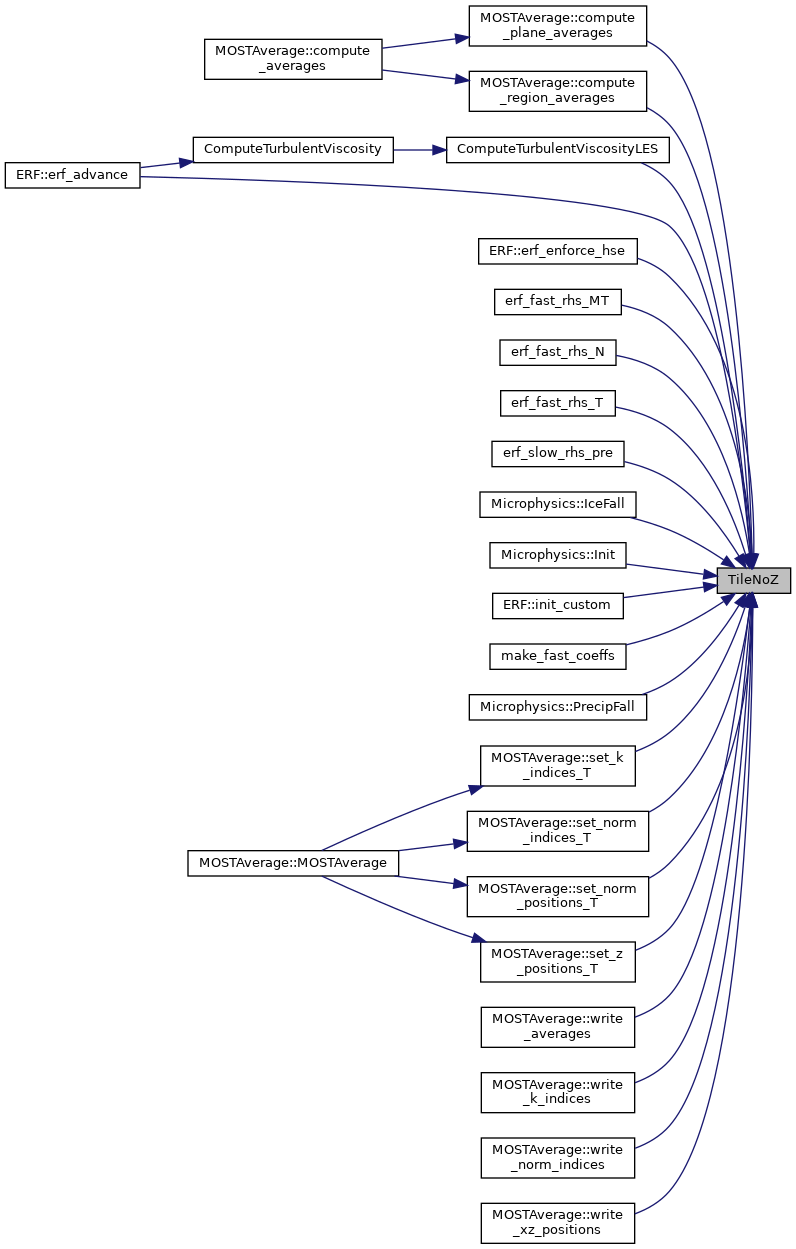 MOSTAverage::compute
_plane_averages
MOSTAverage::compute
_averages
MOSTAverage::compute
_region_averages
ComputeTurbulentViscosity
ComputeTurbulentViscosityLES
ERF::erf_advance
ERF::erf_enforce_hse
erf_fast_rhs_MT
erf_fast_rhs_N
erf_fast_rhs_T
erf_slow_rhs_pre
Microphysics::IceFall
Microphysics::Init
TileNoZ
ERF::init_custom
make_fast_coeffs
Microphysics::PrecipFall
MOSTAverage::set_k
_indices_T
MOSTAverage::set_norm
_indices_T
MOSTAverage::MOSTAverage
MOSTAverage::set_norm
_positions_T
MOSTAverage::set_z
_positions_T
MOSTAverage::write
_averages
MOSTAverage::write
_k_indices
MOSTAverage::write
_norm_indices
MOSTAverage::write
_xz_positions